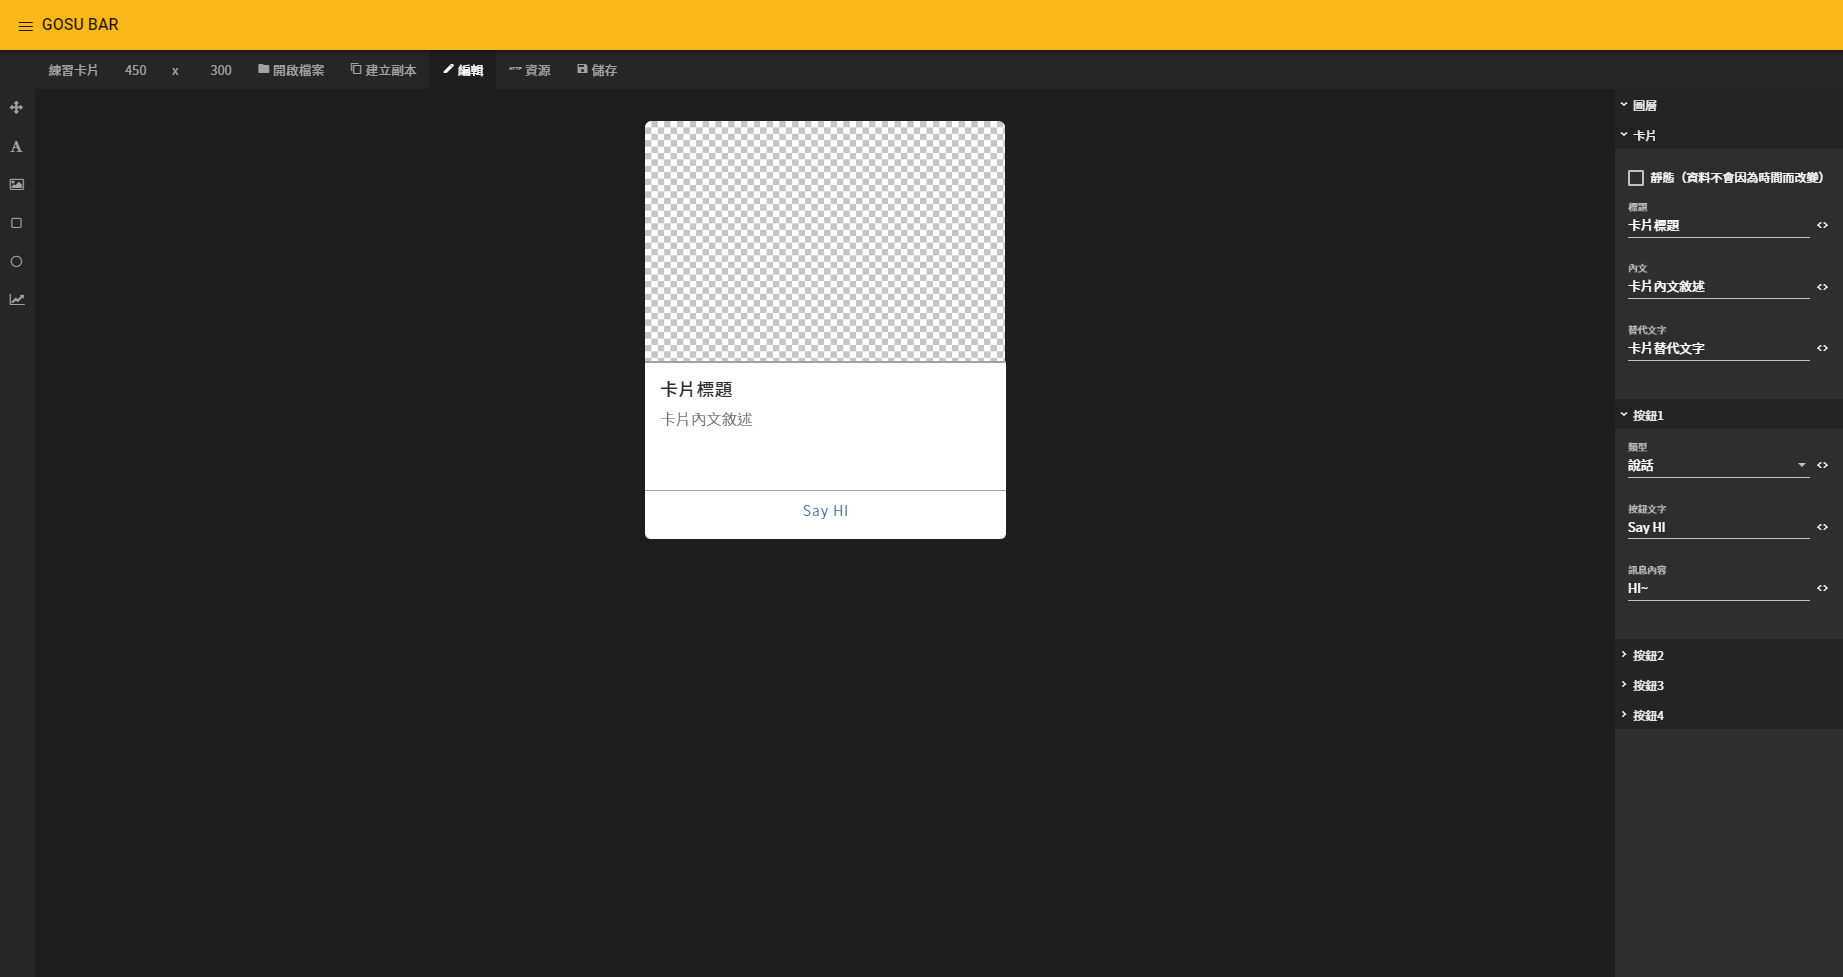 GOSU BAR
練習卡片 450 x 300 開啟檔案 建立副本 編輯 HTTP 資源 儲存
A
卡片標題
卡片內文敘述
Say HI
圖層
卡片
靜態（資料不會因為時間而改變）
標題
卡片標題
內文
卡片內文敘述
替代文字
卡片替代文字
按鈕1
類型
說話
按鈕文字
Say HI
訊息內容
HI~
按鈕2
按鈕3
按鈕4